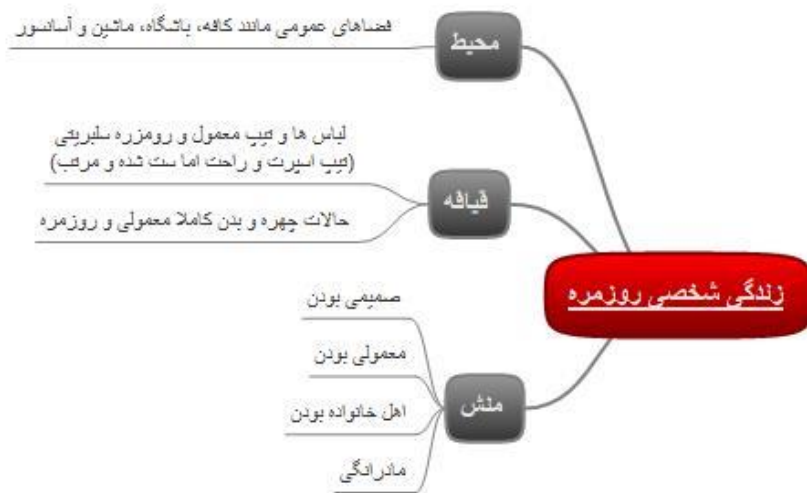 زندگی شخصی روزمره
محیط
فضاهای عمومی مانند کافه، باشگاه، ماشین و آسانسور
قیافه
لباس ها و تیپ معمول و رومزره سلبریتی
(تیپ اسپرت و راحت اما ست شده و مرتب)
حالات چهره و بدن کاملا معمولی و روزمره
منش
صمیمی بودن
معمولی بودن
اهل خانواده بودن
مادرانگی